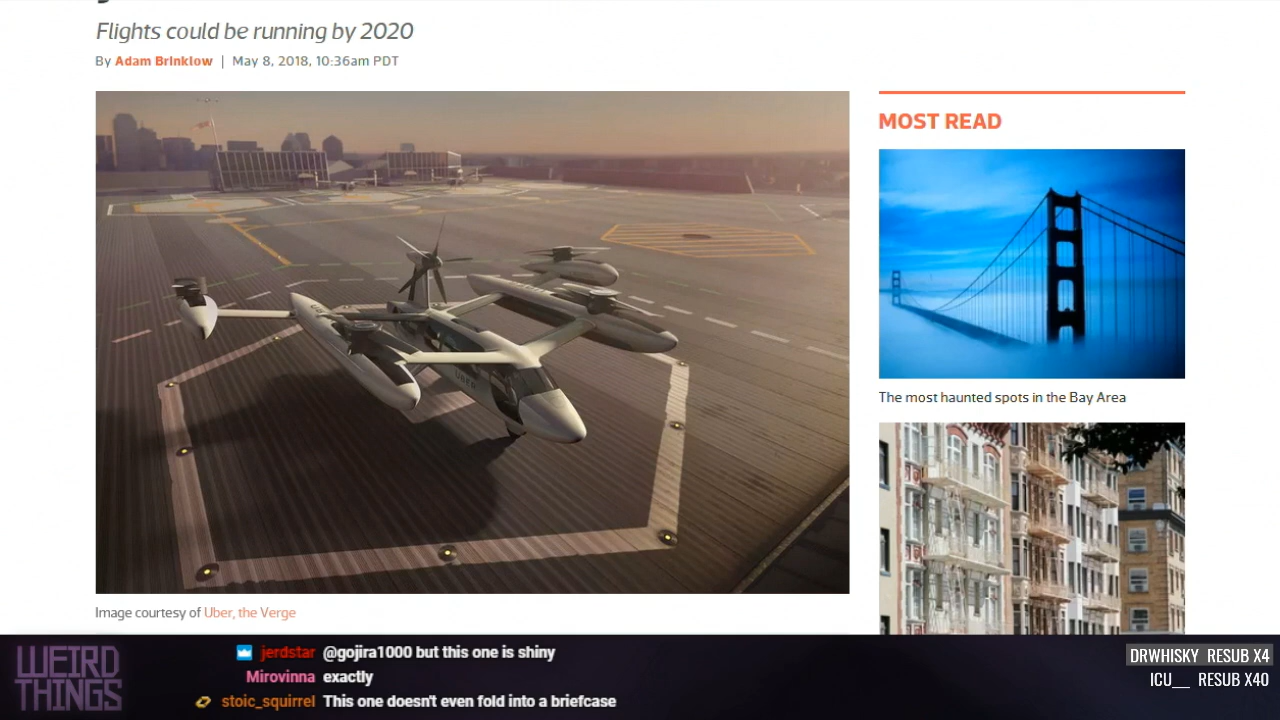 Flights could be running by 2020
By Adam Brinklow | May 8, 2018, 10:36am PDT
MOST READ
UBER
The most haunted spots in the Bay Area
Image courtesy of Uber, the Verge
WEIRD
THINGS
jerdstar @gojira1000 but this one is shiny
Mirovinna exactly
stoic_squirrel This one doesn't even fold into a briefcase
DRWHISKY RESUB X4
ICU__ RESUB X40